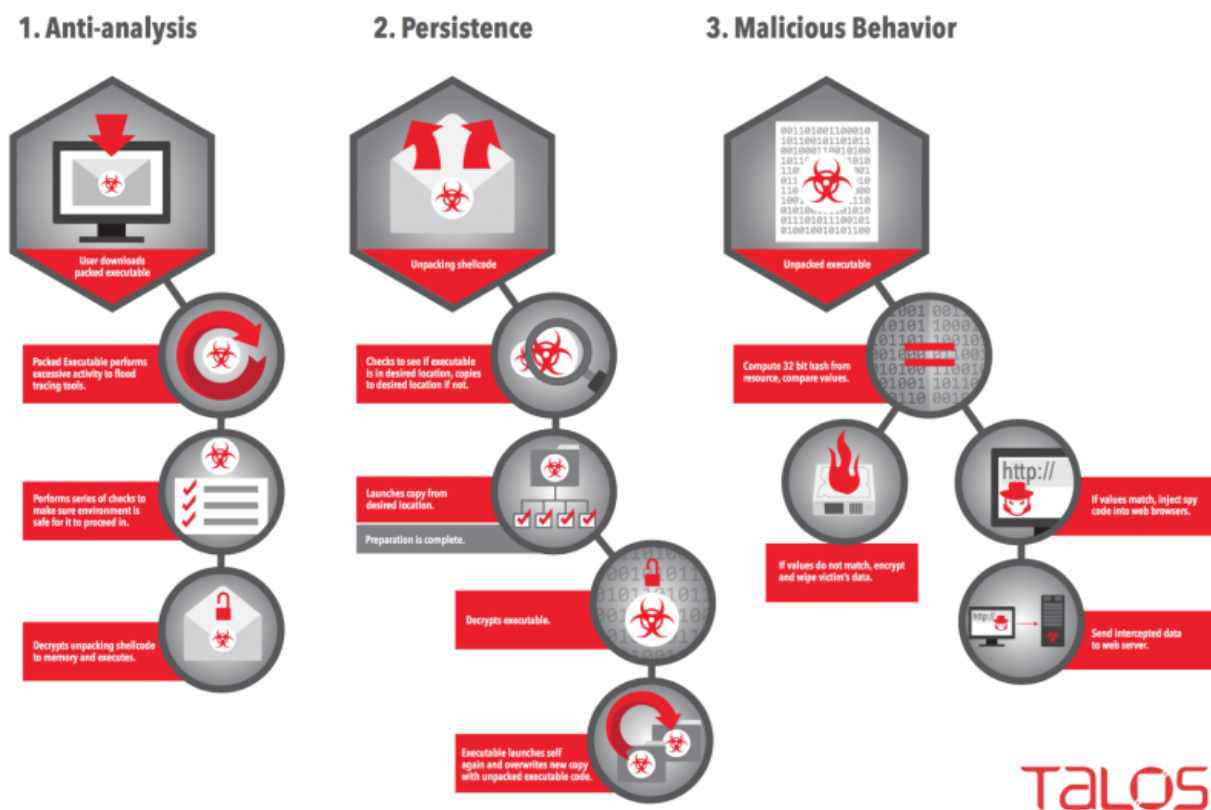 1. Anti-analysis
User downloads
packed executable
Packed Executable performs
excessive activity to flood
tracing tools.
Performs series of checks to
make sure environment is
safe for it to proceed in.
Decrypts unpacking shellcode
to memory and executes.
2. Persistence
Unpacking shellcode
Checks to see if executable
is in desired location, copies
to desired location if not.
Launches copy from
desired location.
Preparation is complete.
Decrypts executable.
Executable launches self
again and overwrites new copy
with unpacked executable code.
3. Malicious Behavior
Unpacked executable
Compute 32 bit hash from
resource, compare values.
If values do not match, encrypt
and wipe victim's data.
http://
If values match, inject spy
code into web browsers.
http://
Send intercepted data
to web server.
TALOS